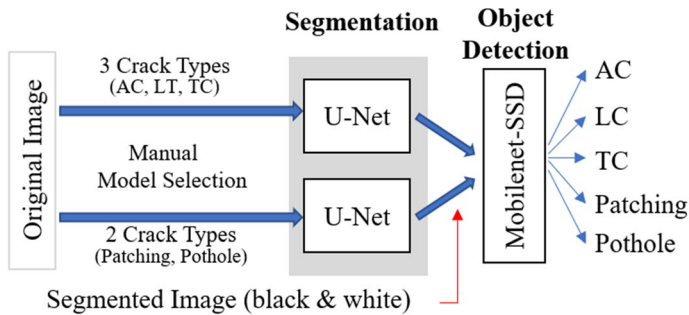 Segmentation
Object
Detection
Original Image
3 Crack Types
(AC, LT, TC)
U-Net
Manual
Model Selection
U-Net
2 Crack Types
(Patching, Pothole)
Mobilenet-SSD
AC
LC
TC
Patching
Pothole
Segmented Image (black & white)